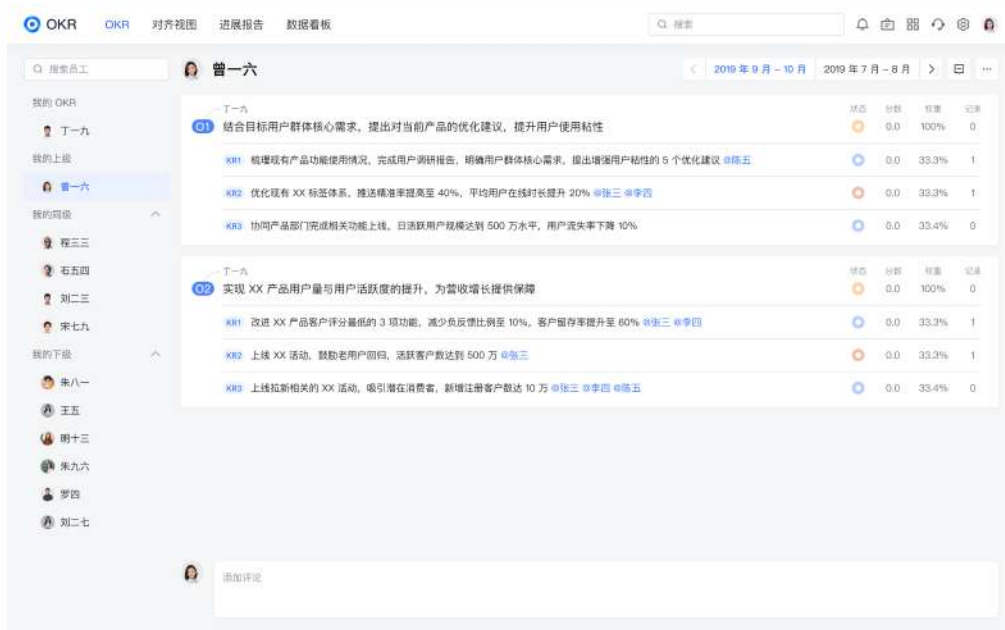 OKR OKR 对齐视图 进展报告 数据看板 搜索
搜索员工
曾一六
2019 年 9 月 – 10 月 2019 年 7 月 – 8 月
我的 OKR
丁一九
我的上级
曾一六
我的同级
程三三
石五四
刘二三
宋七九
我的下级
朱八一
王五
明十三
朱九六
罗四
刘二七
丁一九 状态 分数 权重 记录
O1 结合目标用户群体核心需求，提出对当前产品的优化建议，提升用户使用粘性 0.0 100% 0
KR1 梳理现有产品功能使用情况，完成用户调研报告，明确用户群体核心需求，提出增强用户粘性的 5 个优化建议 @陈五 0.0 33.3% 1
KR2 优化现有 XX 标签体系，推送精准率提高至 40%，平均用户在线时长提升 20% @张三 @李四 0.0 33.3% 1
KR3 协同产品部门完成相关功能上线，日活跃用户规模达到 500 万水平，用户流失率下降 10% 0.0 33.4% 0
丁一九 状态 分数 权重 记录
O2 实现 XX 产品用户量与用户活跃度的提升，为营收增长提供保障 0.0 100% 0
KR1 改进 XX 产品客户评分最低的 3 项功能，减少负反馈比例至 10%，客户留存率提升至 60% @张三 @李四 0.0 33.3% 1
KR2 上线 XX 活动，鼓励老用户回归，活跃客户数达到 500 万 @张三 0.0 33.3% 1
KR3 上线拉新相关的 XX 活动，吸引潜在消费者，新增注册客户数达 10 万 @张三 @李四 @陈五 0.0 33.4% 0
添加评论